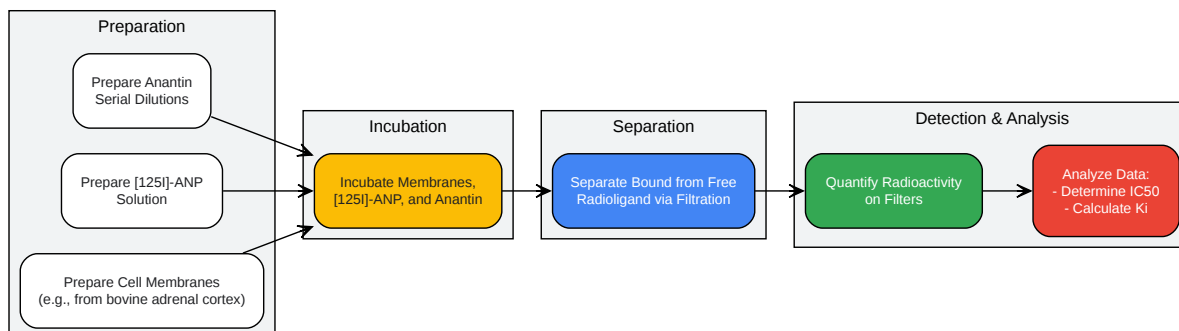 Preparation
Prepare Anantin
Serial Dilutions
Prepare [125I]-ANP
Solution
Prepare Cell Membranes
(e.g., from bovine adrenal cortex)
Incubation
Incubate Membranes,
[125I]-ANP, and Anantin
Separation
Separate Bound from Free
Radioligand via Filtration
Detection & Analysis
Quantify Radioactivity
on Filters
Analyze Data:
- Determine IC50
- Calculate Ki